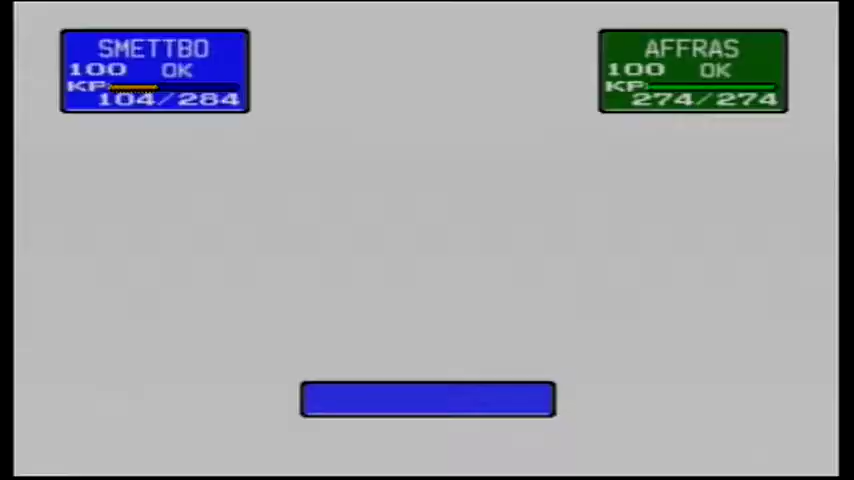 SMETTBO
100 OK
KP:
104/284
AFFRAS
100 OK
KP:
274/274